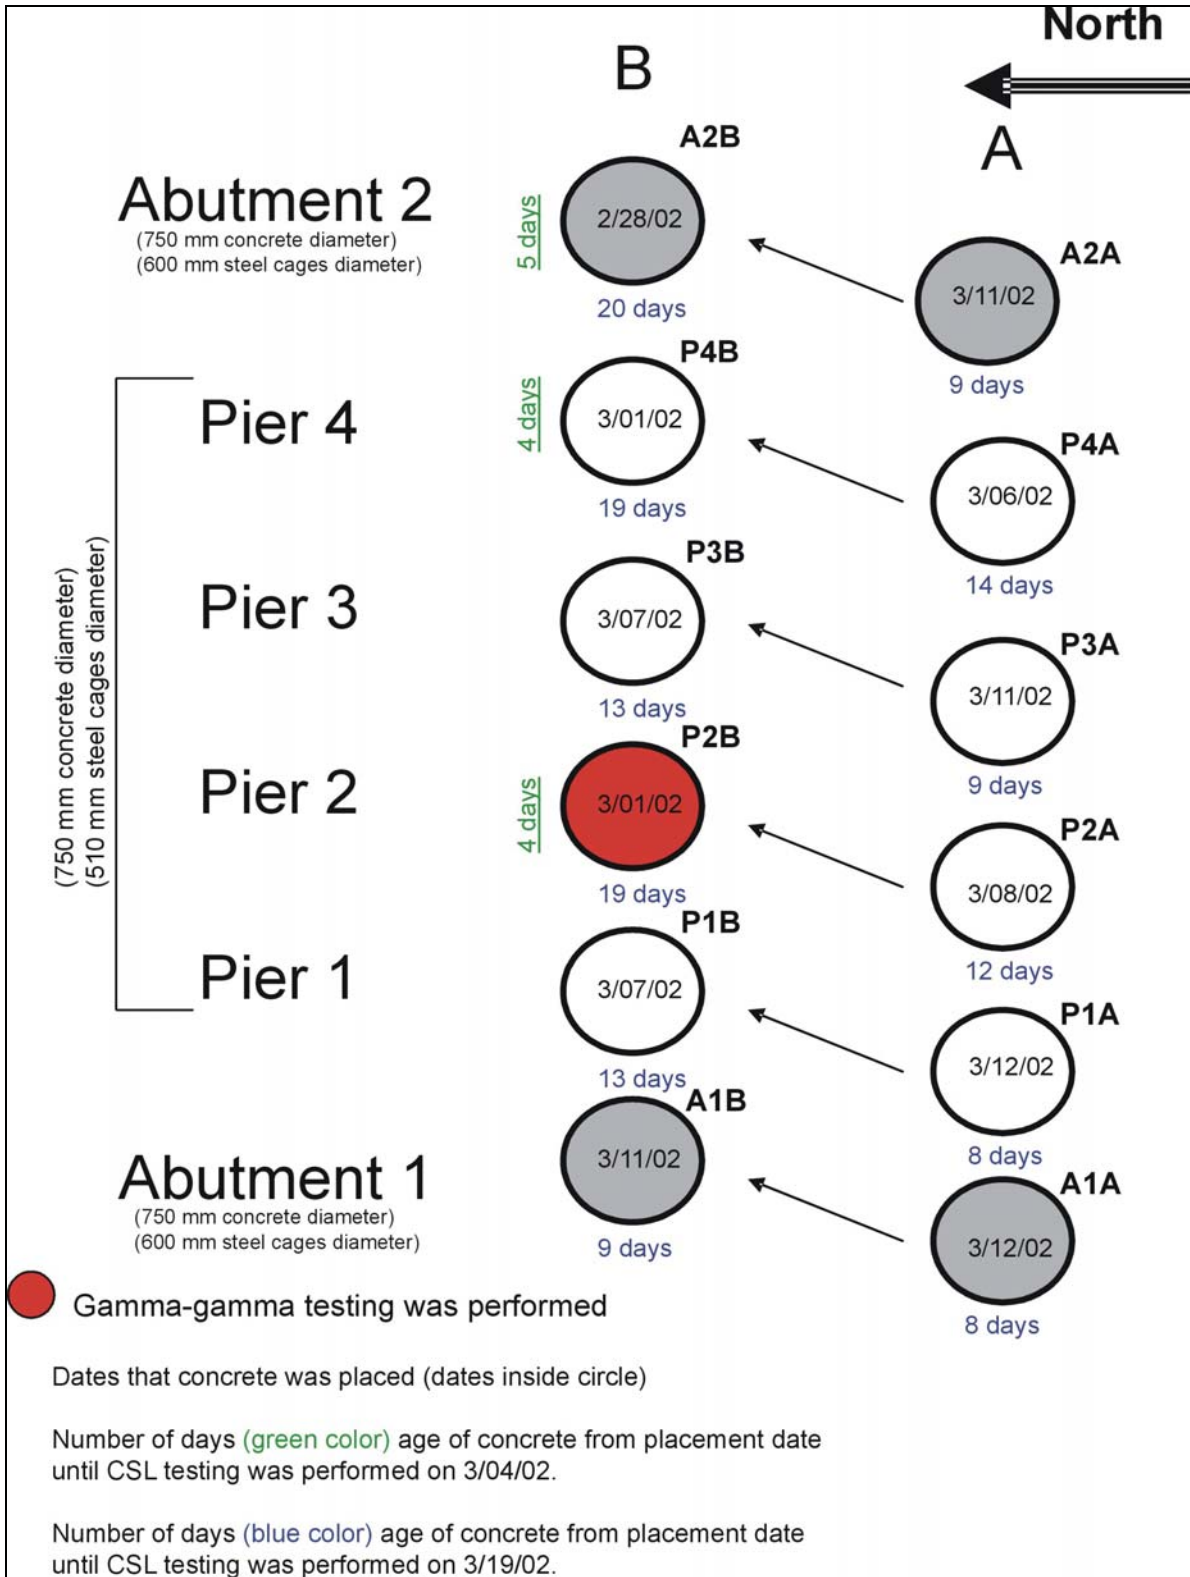 North
B
A
A2B
Abutment 2
(750 mm concrete diameter)
(600 mm steel cages diameter)
5 days
2/28/02
20 days
A2A
3/11/02
9 days
P4B
Pier 4
4 days
3/01/02
19 days
P4A
3/06/02
14 days
P3B
Pier 3
3/07/02
13 days
P3A
3/11/02
9 days
(750 mm concrete diameter)
(510 mm steel cages diameter)
P2B
Pier 2
4 days
3/01/02
19 days
P2A
3/08/02
12 days
P1B
Pier 1
3/07/02
13 days
P1A
3/12/02
8 days
A1B
Abutment 1
(750 mm concrete diameter)
(600 mm steel cages diameter)
3/11/02
9 days
A1A
3/12/02
8 days
Gamma-gamma testing was performed
Dates that concrete was placed (dates inside circle)
Number of days (green color) age of concrete from placement date
until CSL testing was performed on 3/04/02.
Number of days (blue color) age of concrete from placement date
until CSL testing was performed on 3/19/02.